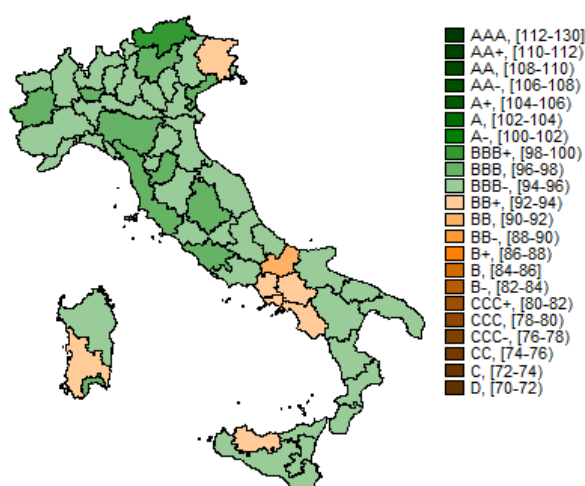 AAA, [112-130]
AA+, [110-112]
AA, [108-110]
AA-, [106-108]
A+, [104-106]
A, [102-104]
A-, [100-102]
BBB+, [98-100]
BBB, [96-98]
BBB-, [94-96]
BB+, [92-94]
BB, [90-92]
BB-, [88-90]
B+, [86-88]
B, [84-86]
B-, [82-84]
CCC+, [80-82]
CCC, [78-80]
CCC-, [76-78]
CC, [74-76]
C, [72-74]
D, [70-72]